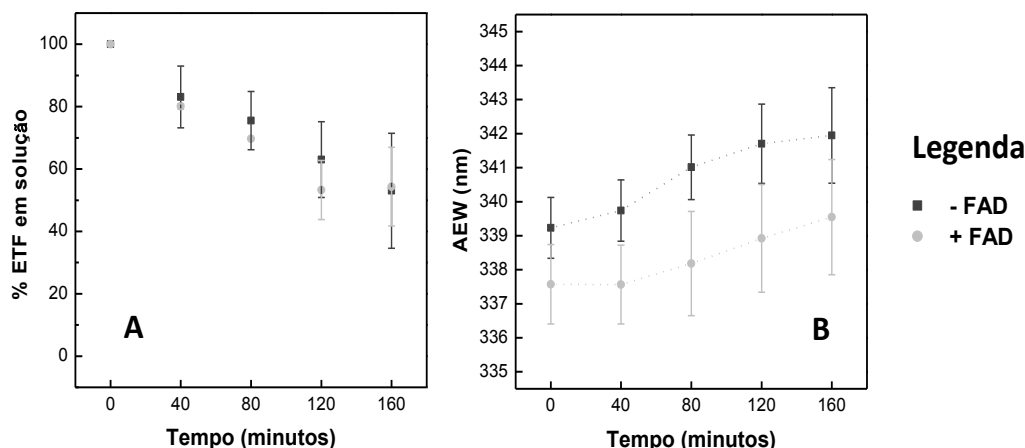 % ETF em solução
100
80
60
40
20
0
A
0 40 80 120 160
Tempo (minutos)
AEW (nm)
345
344
343
342
341
340
339
338
337
336
335
B
0 40 80 120 160
Tempo (minutos)
Legenda
- FAD
+ FAD